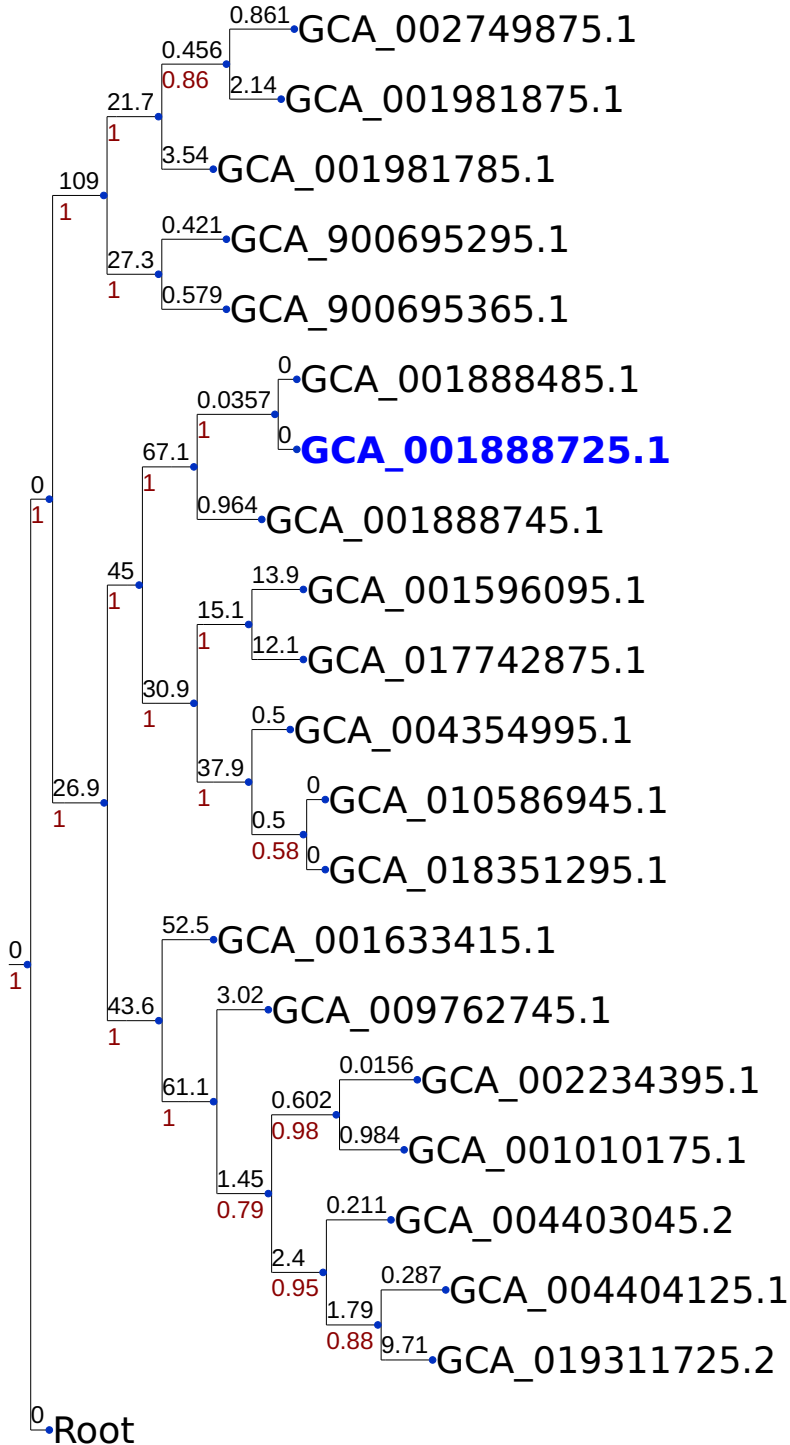 0.861
GCA_002749875.1
0.456
0.86
2.14
GCA_001981875.1
21.7
1
3.54
GCA_001981785.1
109
1
0.421
GCA_900695295.1
27.3
1
0.579
GCA_900695365.1
0
GCA_001888485.1
0.0357
1
0
GCA_001888725.1
67.1
1
0.964
GCA_001888745.1
0
1
45
1
13.9
GCA_001596095.1
15.1
1
12.1
GCA_017742875.1
30.9
1
0.5
GCA_004354995.1
37.9
1
0
GCA_010586945.1
0.5
0.58
0
GCA_018351295.1
26.9
1
52.5
GCA_001633415.1
0
1
43.6
1
3.02
GCA_009762745.1
61.1
1
0.0156
GCA_002234395.1
0.602
0.98
0.984
GCA_001010175.1
1.45
0.79
0.211
GCA_004403045.2
2.4
0.95
0.287
GCA_004404125.1
1.79
0.88
9.71
GCA_019311725.2
0
Root